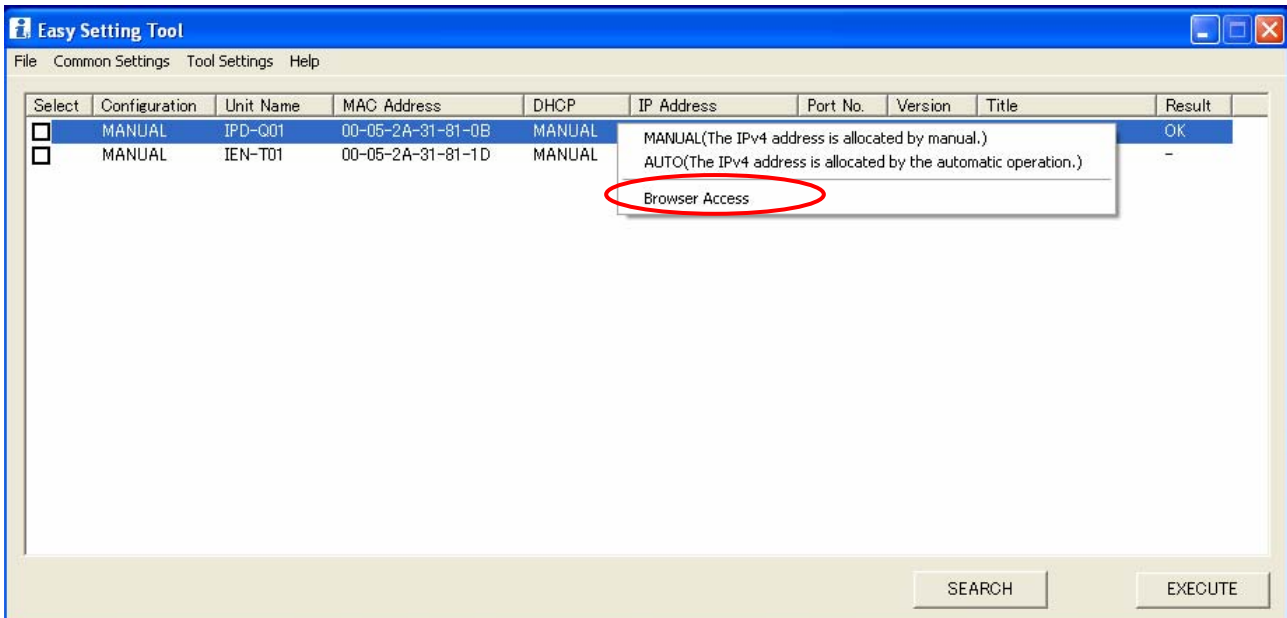 Easy Setting Tool
File Common Settings Tool Settings Help
Select Configuration Unit Name MAC Address DHCP IP Address Port No. Version Title Result
MANUAL IPD-Q01 00-05-2A-31-81-0B MANUAL OK
MANUAL IEN-T01 00-05-2A-31-81-1D MANUAL -
MANUAL(The IPv4 address is allocated by manual.)
AUTO(The IPv4 address is allocated by the automatic operation.)
Browser Access
SEARCH EXECUTE